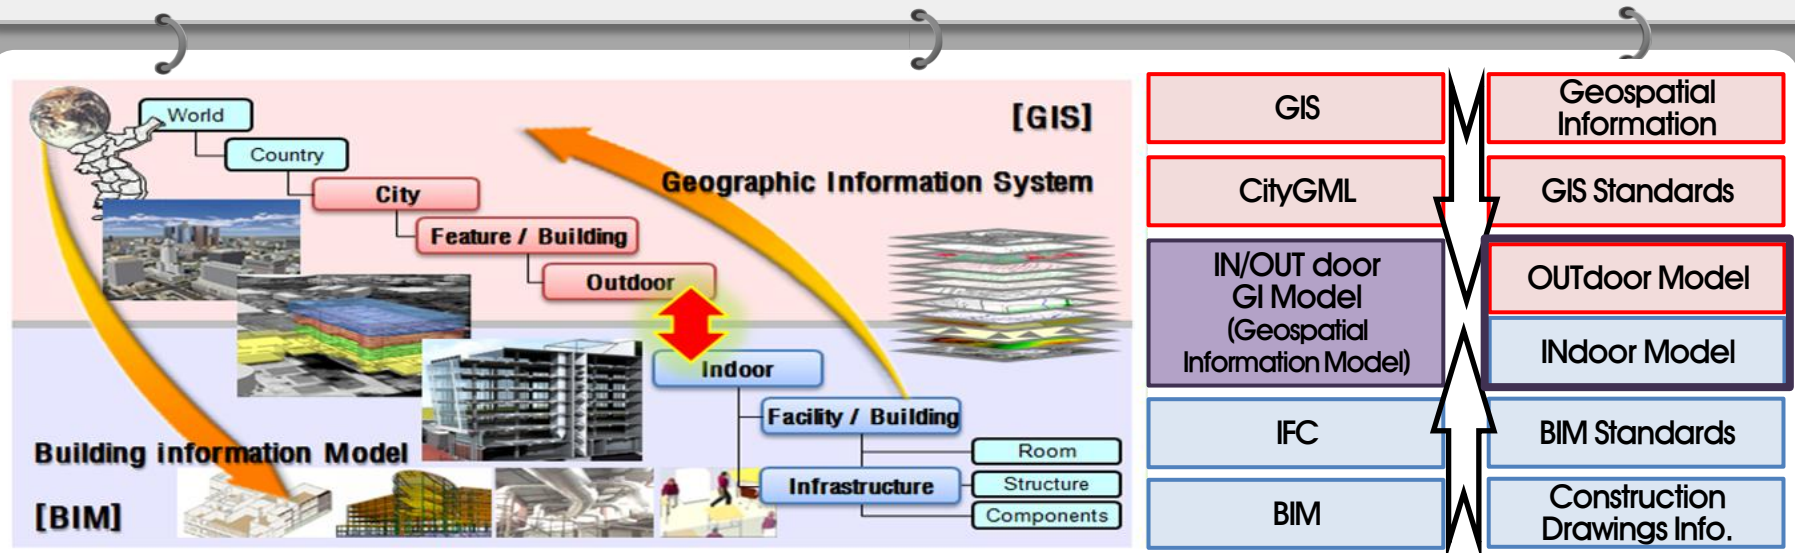 World
[GIS]
Country
Geographic Information System
City
Feature / Building
Outdoor
Indoor
Facility / Building
Building information Model
Room
Infrastructure
Structure
[BIM]
Components
GIS
Geospatial
Information
CityGML
GIS Standards
IN/OUT door
GI Model
(Geospatial
Information Model)
OUTdoor Model
INdoor Model
IFC
BIM Standards
BIM
Construction
Drawings Info.